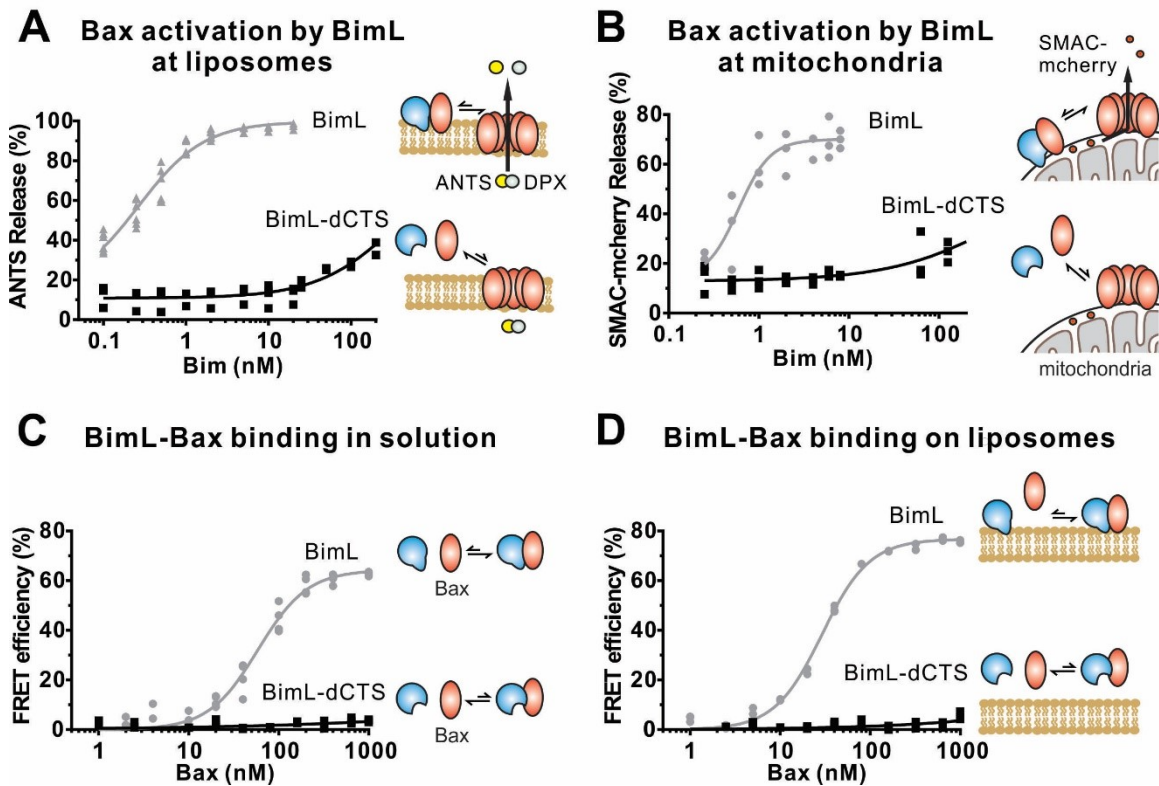 A
Bax activation by BimL
at liposomes
ANTS Release (%)
100
80
60
40
20
0
0.1
1
10
100
Bim (nM)
BimL
BimL-dCTS
ANTS
DPX
B
Bax activation by BimL
at mitochondria
SMAC-mcherry Release (%)
80
60
40
20
0
0.1
1
10
100
Bim (nM)
BimL
BimL-dCTS
SMAC-
mcherry
mitochondria
C
BimL-Bax binding in solution
FRET efficiency (%)
80
60
40
20
0
1
10
100
1000
Bax (nM)
BimL
BimL-dCTS
Bax
Bax
D
BimL-Bax binding on liposomes
FRET efficiency (%)
80
60
40
20
0
1
10
100
1000
Bax (nM)
BimL
BimL-dCTS